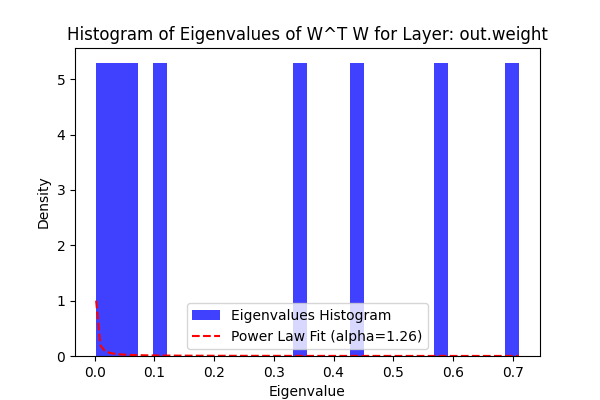 Histogram of Eigenvalues of W^T W for Layer: out.weight
5
4
3
2
1
0
Density
Eigenvalues Histogram
Power Law Fit (alpha=1.26)
0.0 0.1 0.2 0.3 0.4 0.5 0.6 0.7
Eigenvalue